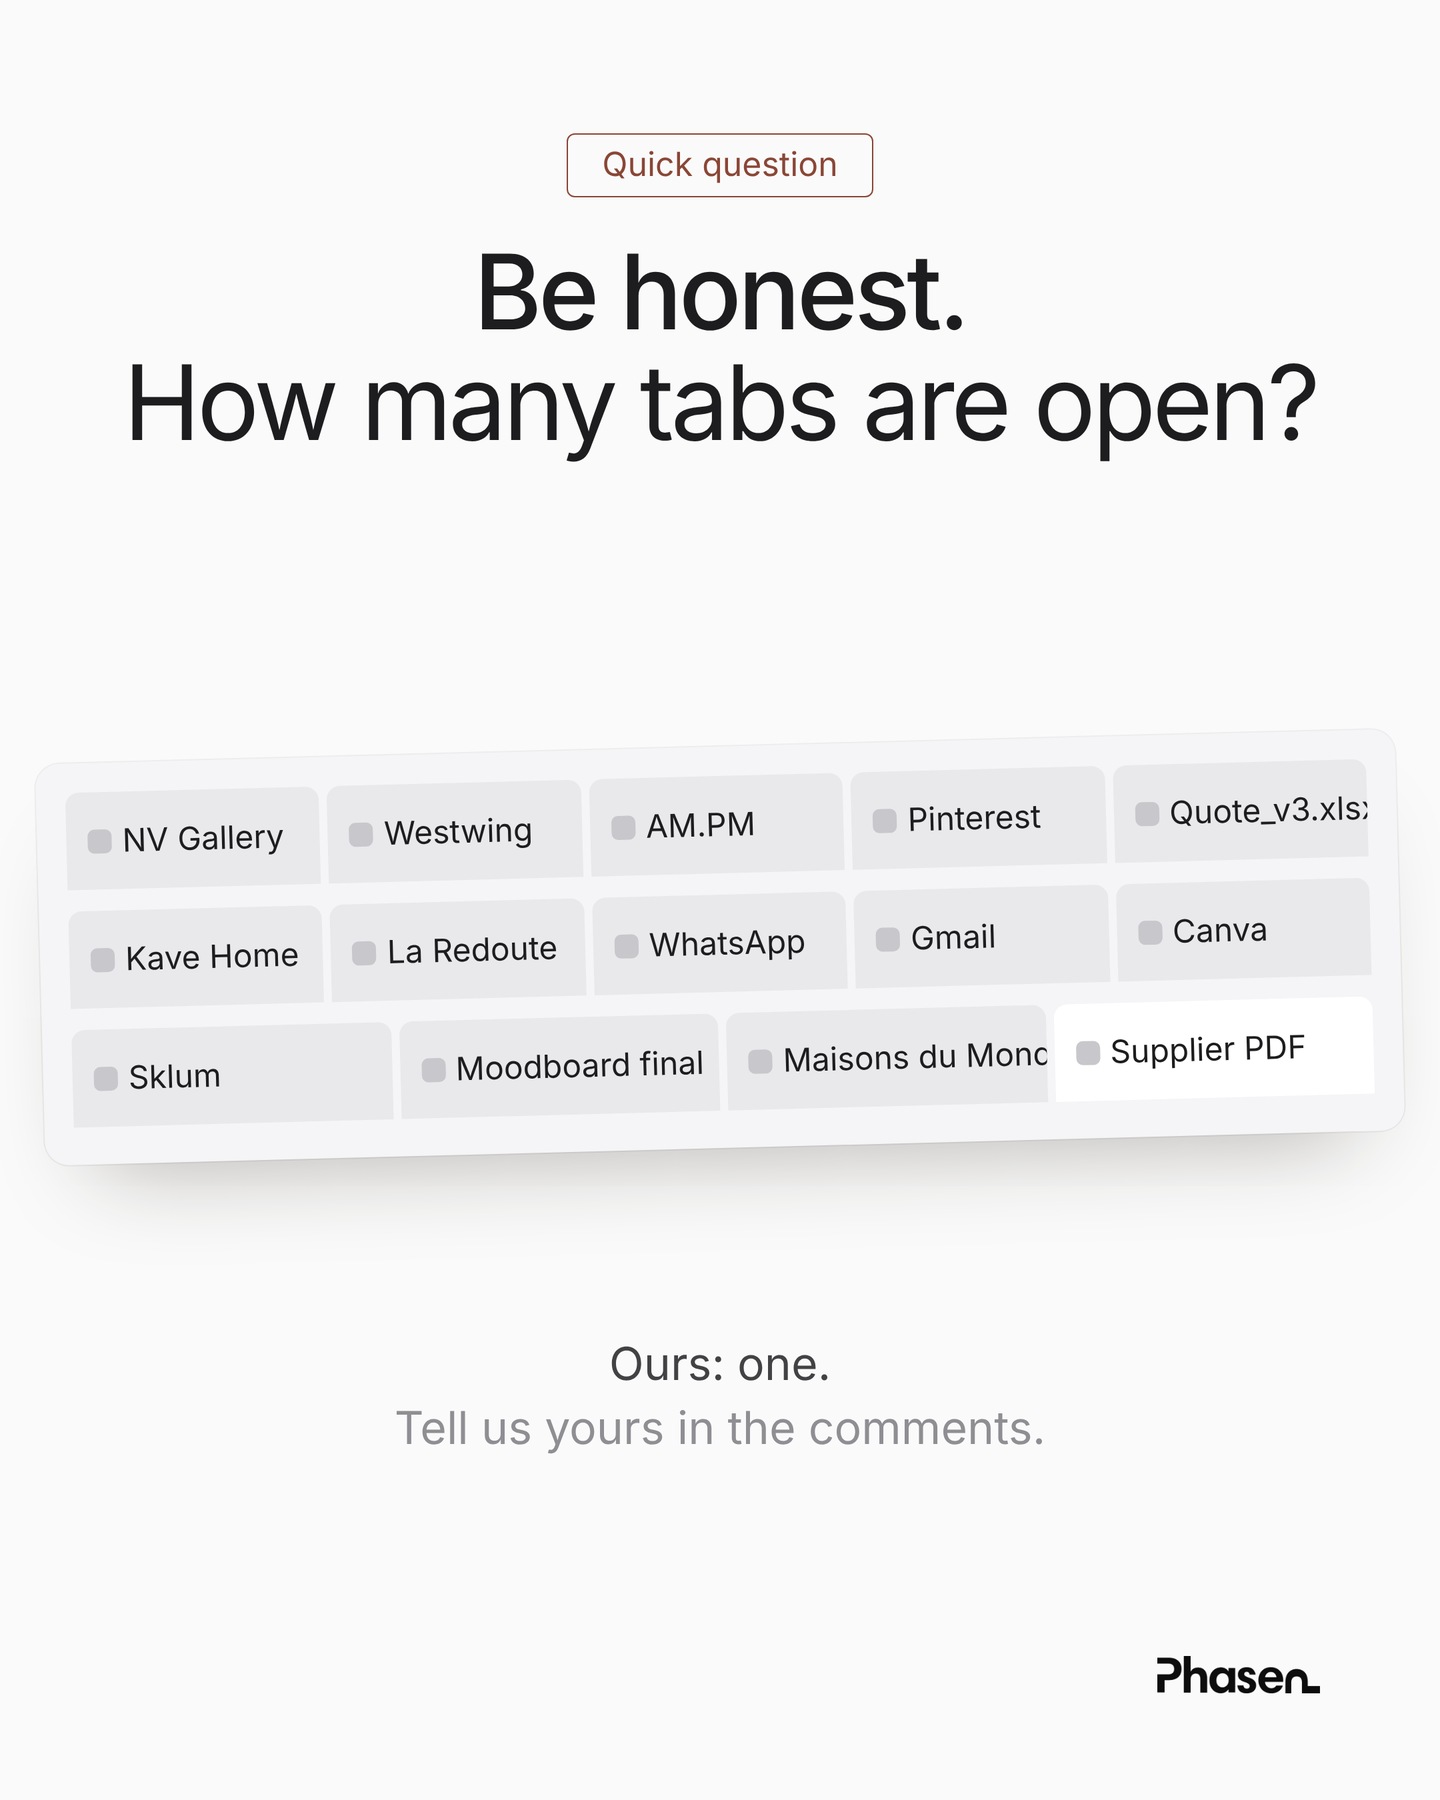 Quick question
Be honest.
How many tabs are open?
NV Gallery
Westwing
AM.PM
Pinterest
Quote_v3.xlsx
Kave Home
La Redoute
WhatsApp
Gmail
Canva
Sklum
Moodboard final
Maisons du Mond
Supplier PDF
Ours: one.
Tell us yours in the comments.
Phasen